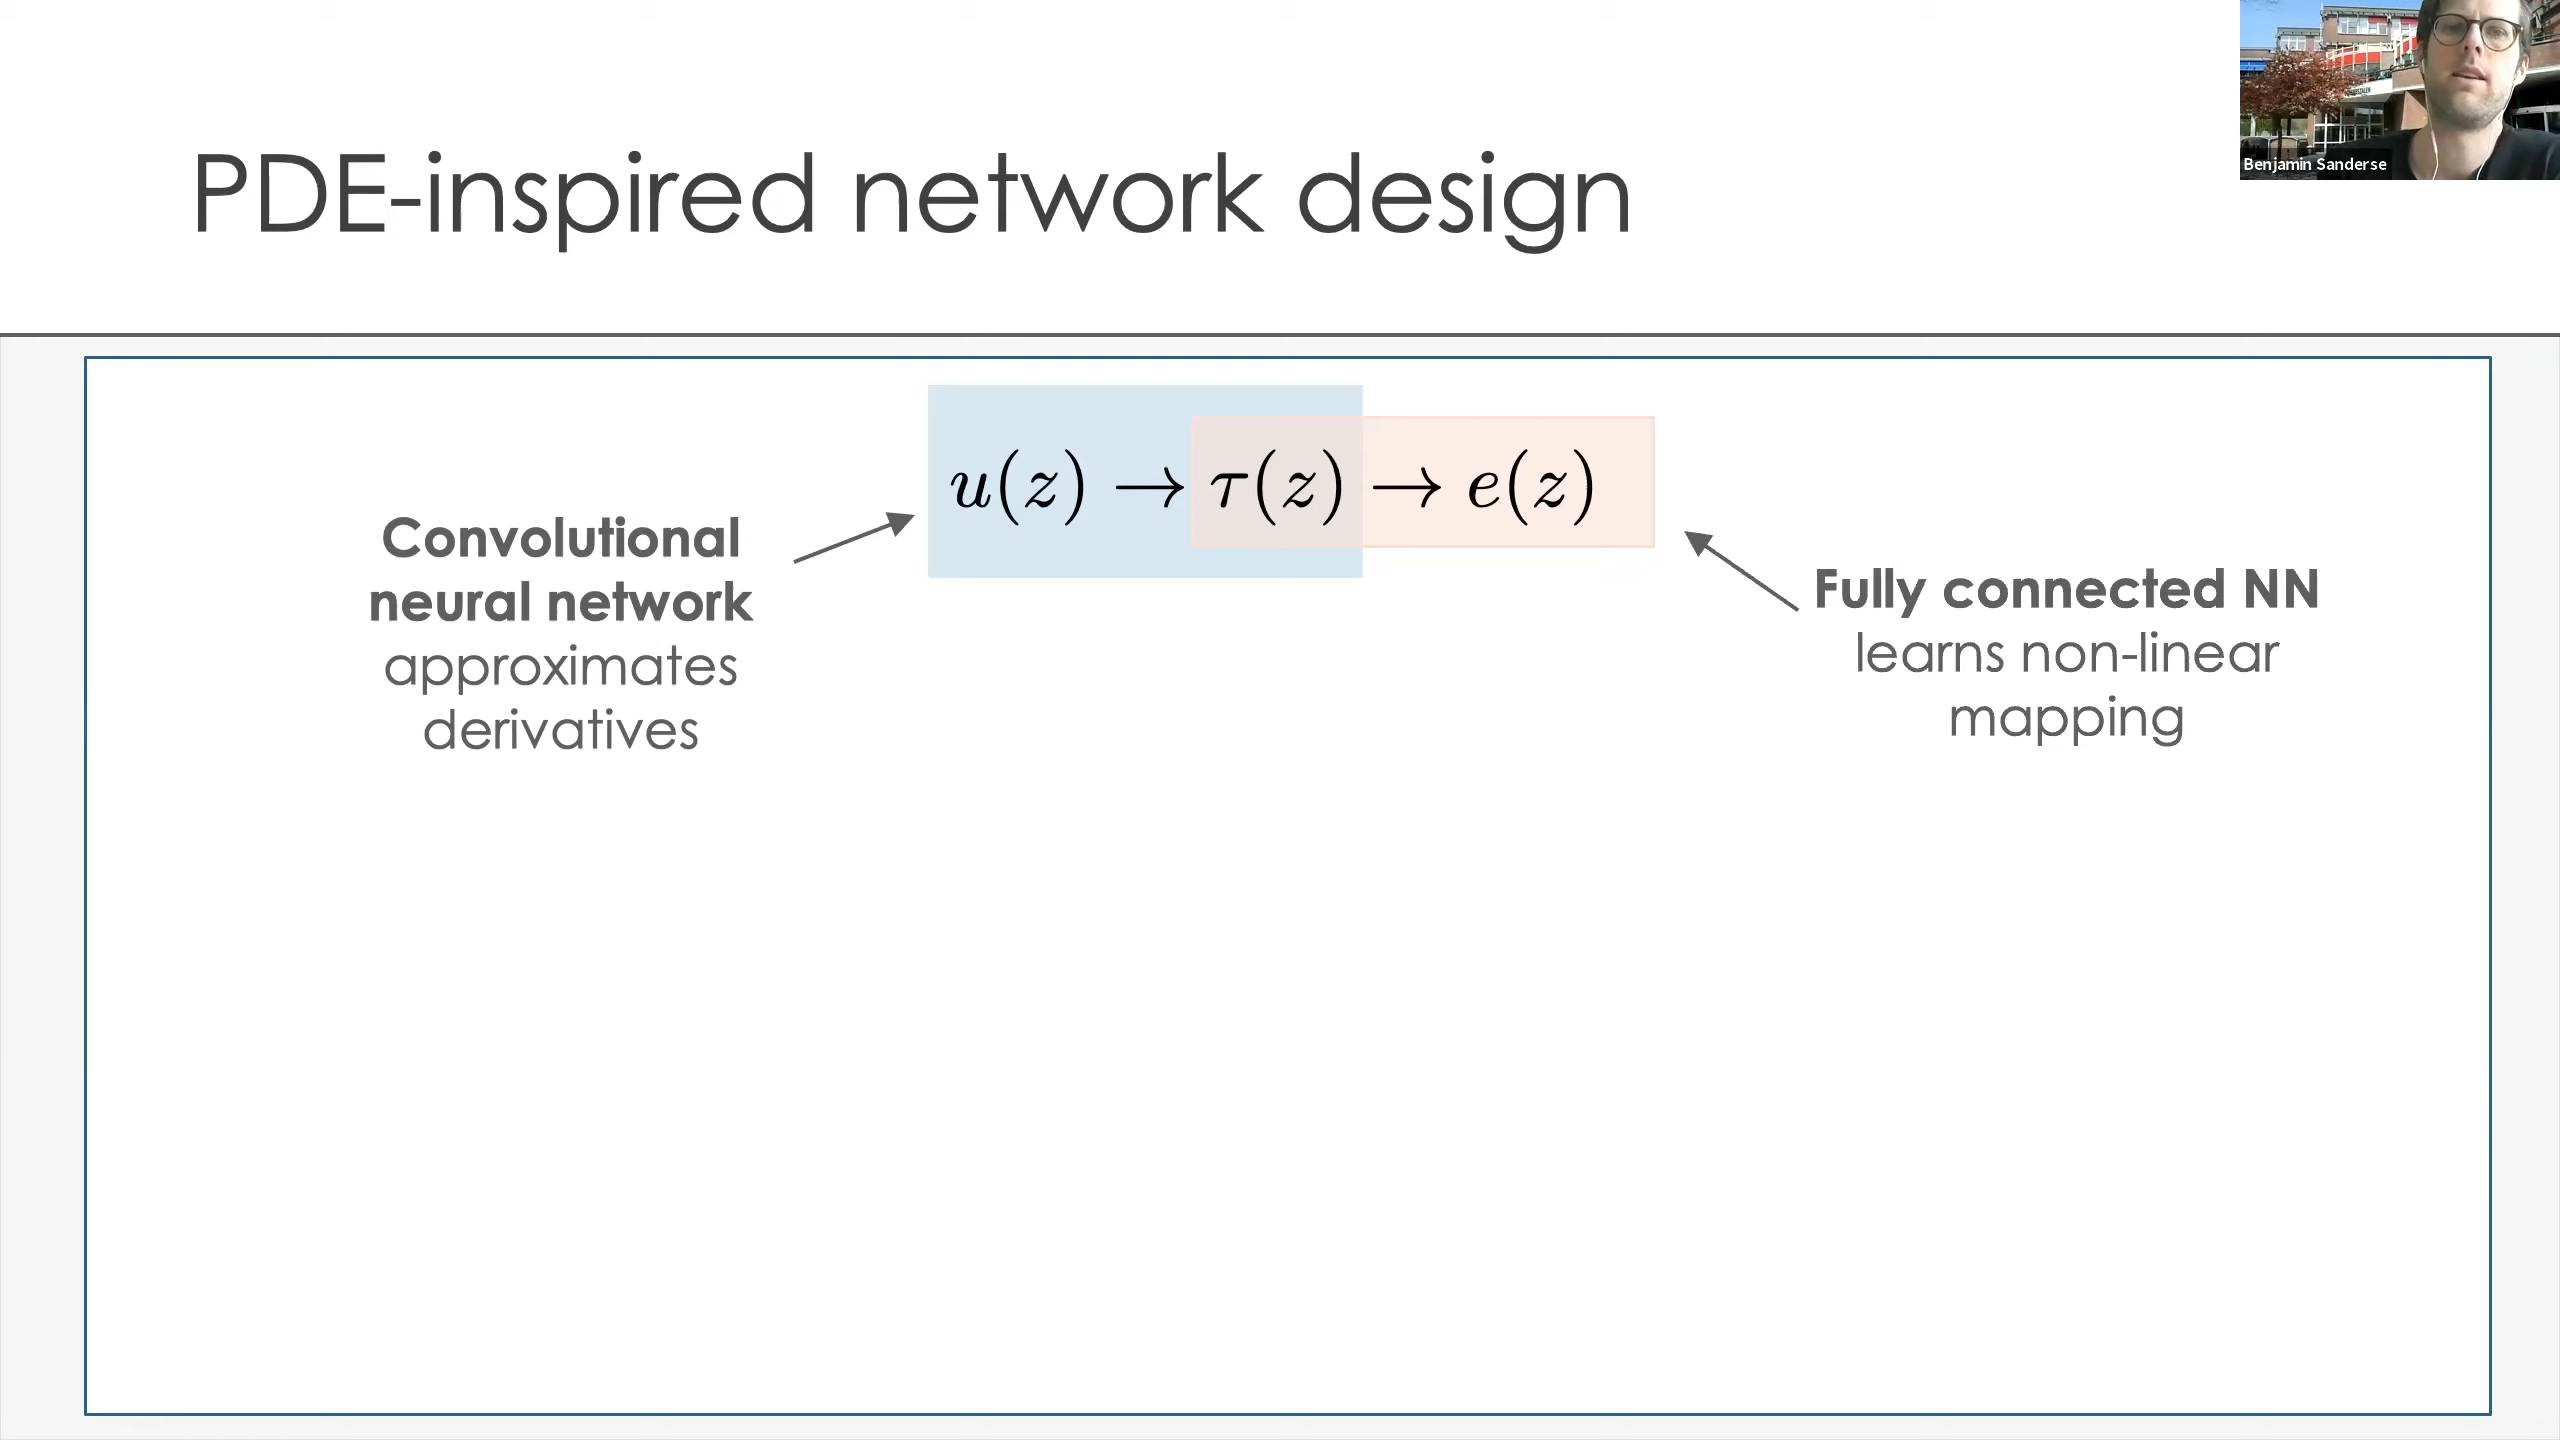 PDE-inspired network design
Benjamin Sanderse
u(z) → τ(z) → e(z)
Convolutional
neural network
approximates
derivatives
Fully connected NN
learns non-linear
mapping